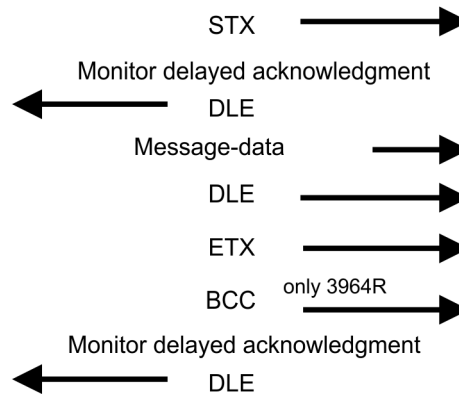 STX
Monitor delayed acknowledgment
DLE
Message-data
DLE
ETX
BCC only 3964R
Monitor delayed acknowledgment
DLE